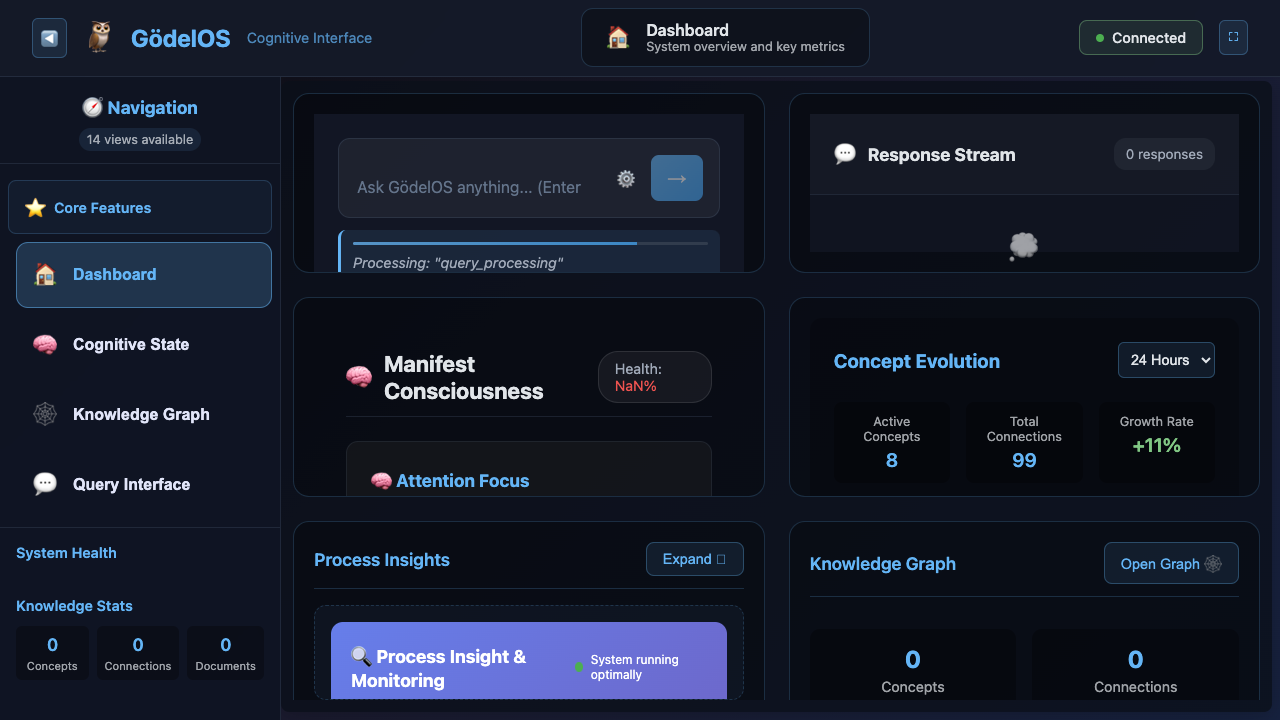 GödelOS
Cognitive Interface
Dashboard
System overview and key metrics
Connected
Navigation
14 views available
Core Features
Dashboard
Cognitive State
Knowledge Graph
Query Interface
System Health
Knowledge Stats
0
Concepts
0
Connections
0
Documents
Ask GödelOS anything... (Enter
→
Processing: "query_processing"
Response Stream
0 responses
Manifest
Consciousness
Health:
NaN%
Attention Focus
Concept Evolution
24 Hours
Active
Concepts
8
Total
Connections
99
Growth Rate
+11%
Process Insights
Expand
Process Insight &
Monitoring
System running
optimally
Knowledge Graph
Open Graph
0
Concepts
0
Connections